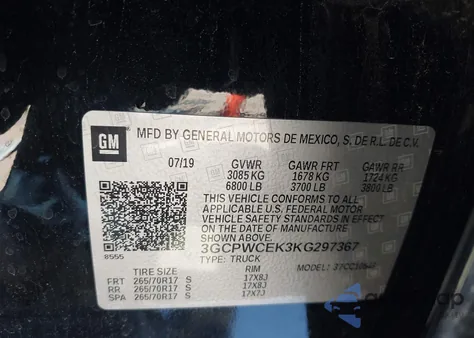 GM
MFD BY GENERAL MOTORS DE MEXICO, S. DE R.L. DE C.V.
07/19 GVWR GAWR FRT GAWR RR
3085 KG 1678 KG 1724 KG
6800 LB 3700 LB 3800 LB
THIS VEHICLE CONFORMS TO ALL
APPLICABLE U.S. FEDERAL MOTOR
VEHICLE SAFETY STANDARDS IN EFFECT
ON THE DATE OF MANUFACTURE
SHOWN ABOVE.
3GCPWCEK3KG297367
8555
TYPE: TRUCK MODEL:
TIRE SIZE RIM
FRT 265/70R17 S 17X8J
RR 265/70R17 S 17X8J
SPA 265/70R17 S 17X7J